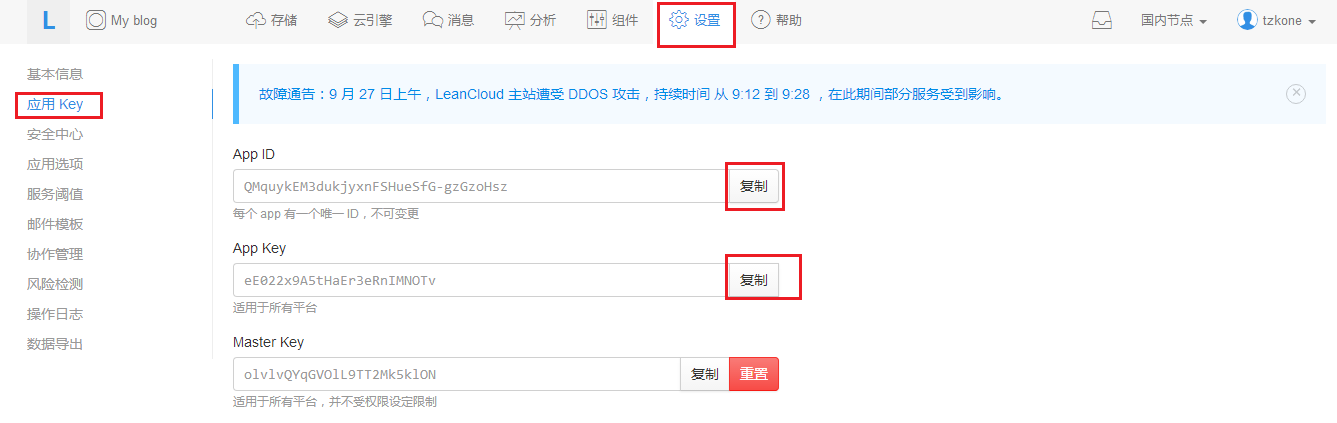 L My blog 存储 云引擎 消息 分析 组件 设置 帮助 国内节点 tzkone
基本信息
应用 Key
安全中心
应用选项
服务阈值
邮件模板
协作管理
风险检测
操作日志
数据导出
故障通告：9 月 27 日上午，LeanCloud 主站遭受 DDOS 攻击，持续时间 从 9:12 到 9:28 ，在此期间部分服务受到影响。
App ID
QMquykEM3dukjyxnFSHueSfG-gzGzoHsz 复制
每个 app 有一个唯一 ID，不可变更
App Key
eE022x9A5tHaEr3eRnIMNOTv 复制
适用于所有平台
Master Key
olvlvQYqGVOlL9TT2Mk5klON 复制 重置
适用于所有平台，并不受权限设定限制